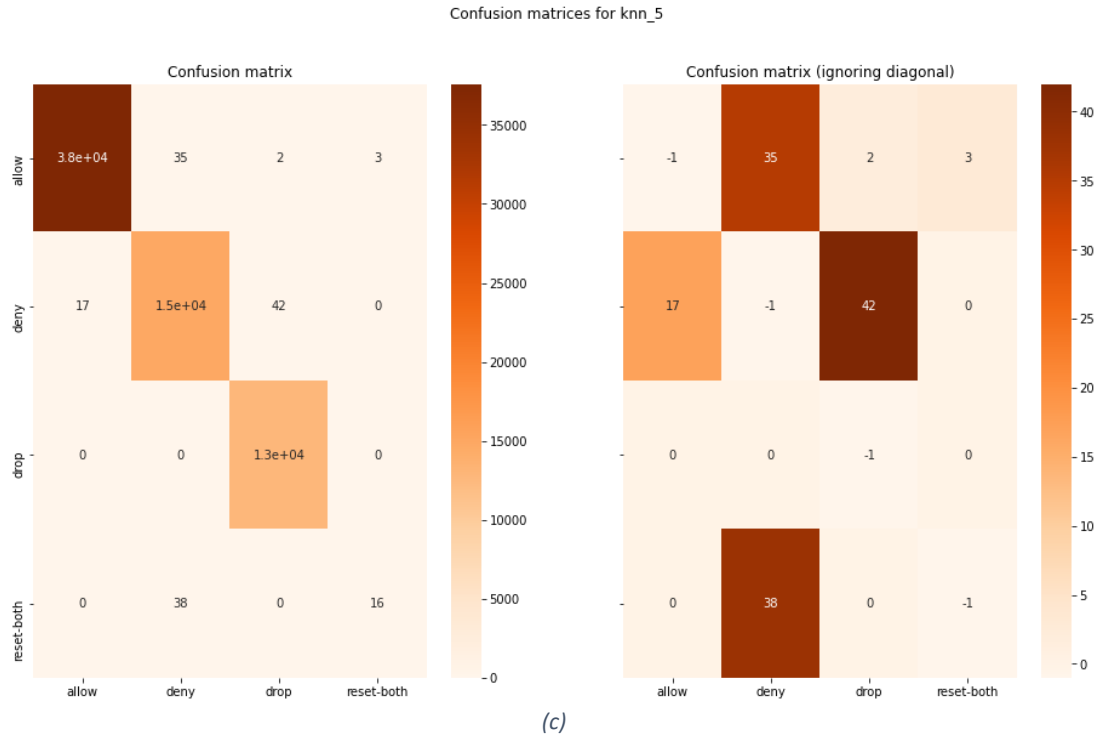 Confusion matrices for knn_5
Confusion matrix
allow
deny
drop
reset-both
3.8e+04 35 2 3
17 1.5e+04 42 0
0 0 1.3e+04 0
0 38 0 16
allow deny drop reset-both
35000
30000
25000
20000
15000
10000
5000
0
Confusion matrix (ignoring diagonal)
-1 35 2 3
17 -1 42 0
0 0 -1 0
0 38 0 -1
allow deny drop reset-both
40
35
30
25
20
15
10
5
0
(c)